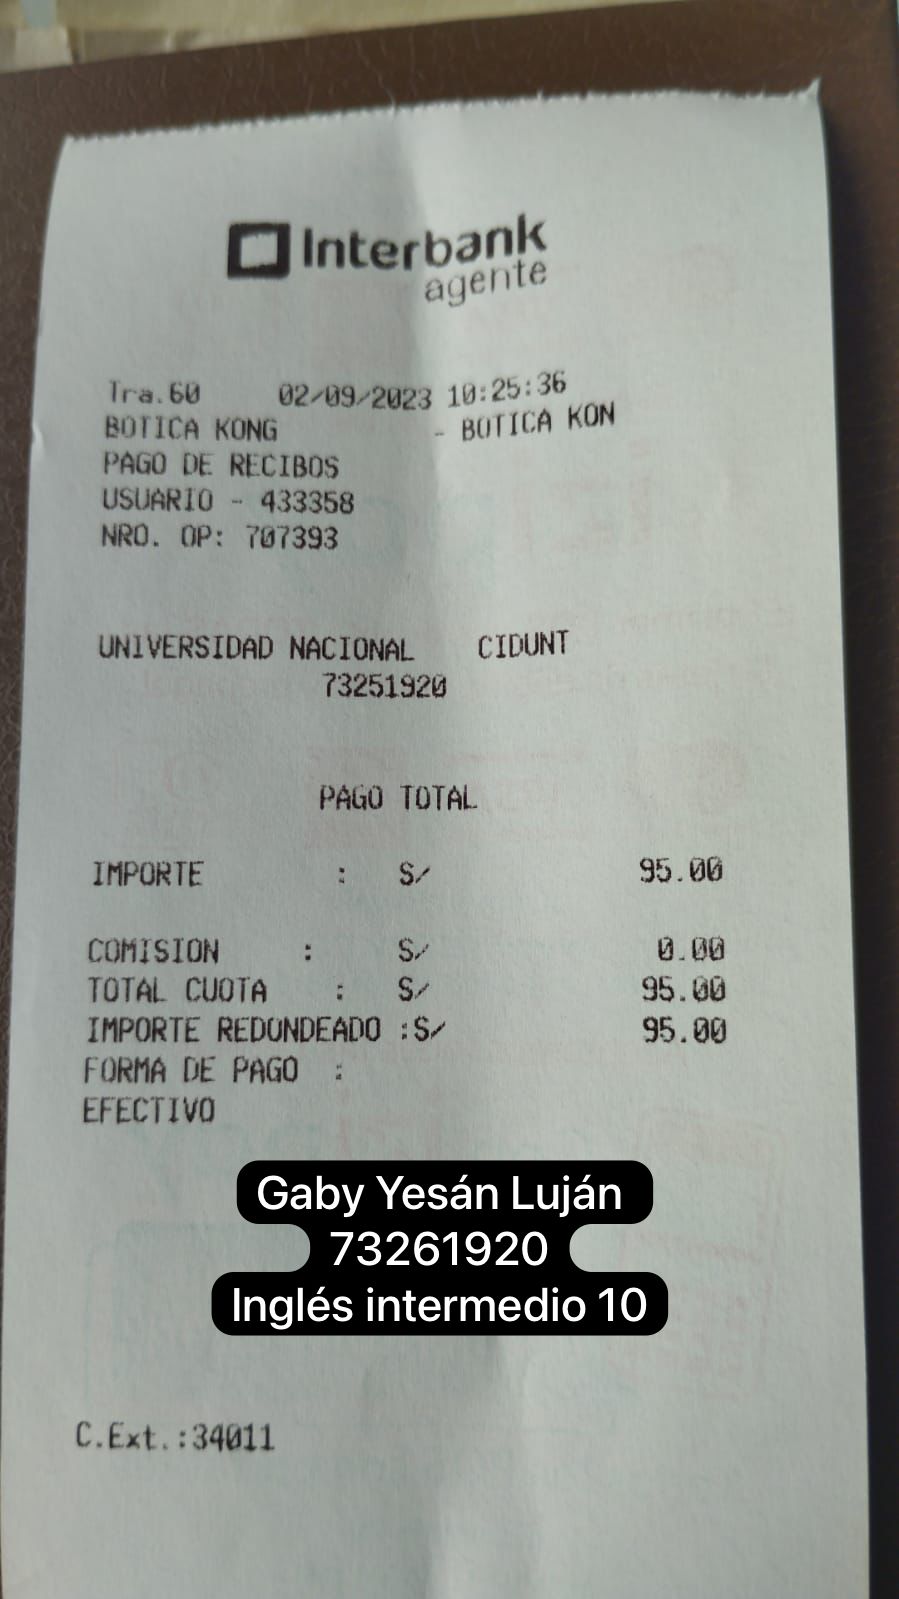 Interbank
agente
Tra.60 02/09/2023 10:25:36
BOTICA KONG - BOTICA KON
PAGO DE RECIBOS
USUARIO - 433358
NRO. OP: 707393
UNIVERSIDAD NACIONAL CIDUNT
73251920
PAGO TOTAL
IMPORTE : S/ 95.00
COMISION : S/ 0.00
TOTAL CUOTA : S/ 95.00
IMPORTE REDONDEADO :S/ 95.00
FORMA DE PAGO :
EFECTIVO
Gaby Yesán Luján
73261920
Inglés intermedio 10
C.Ext.:34011